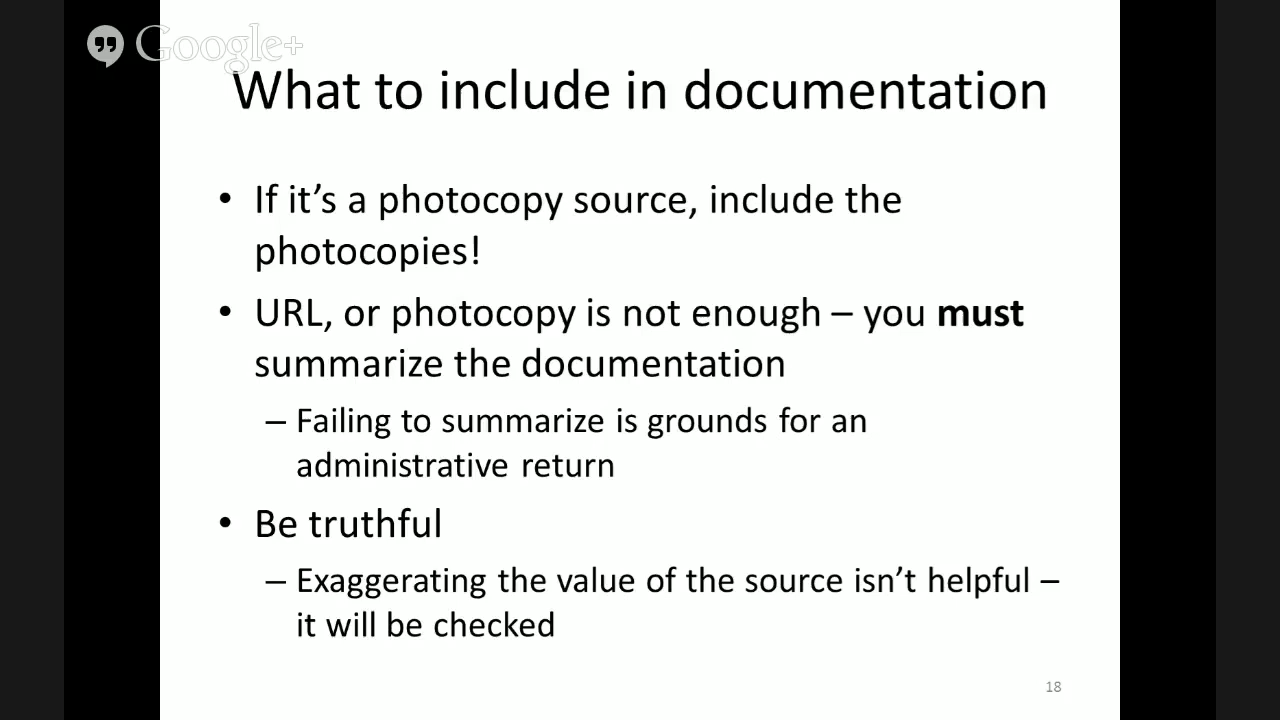 Google+
What to include in documentation
• If it’s a photocopy source, include the
photocopies!
• URL, or photocopy is not enough – you must
summarize the documentation
– Failing to summarize is grounds for an
administrative return
• Be truthful
– Exaggerating the value of the source isn’t helpful –
it will be checked
18